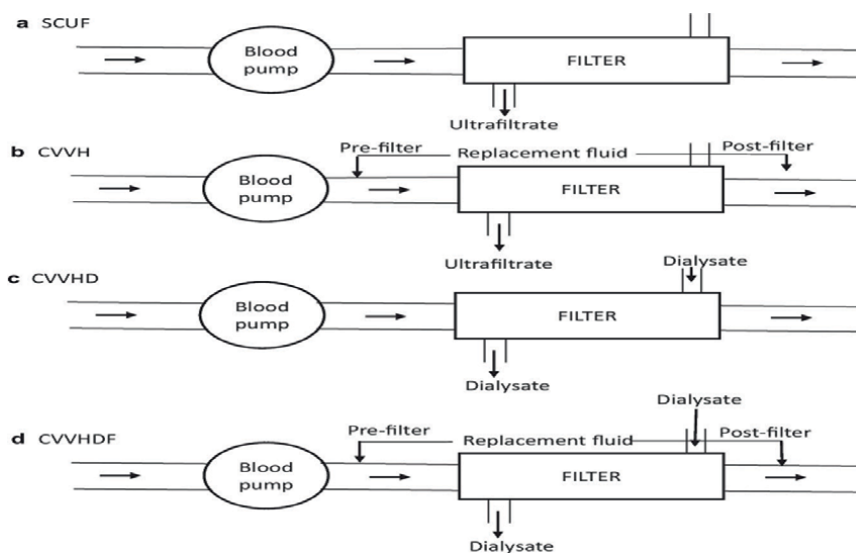 a SCUF
Blood
pump
FILTER
Ultrafiltrate
b CVVH
Pre-filter
Replacement fluid
Post-filter
Blood
pump
FILTER
Ultrafiltrate
c CVVHD
Dialysate
Blood
pump
FILTER
Dialysate
Dialysate
d CVVHDF
Pre-filter
Replacement fluid
Post-filter
Blood
pump
FILTER
Dialysate